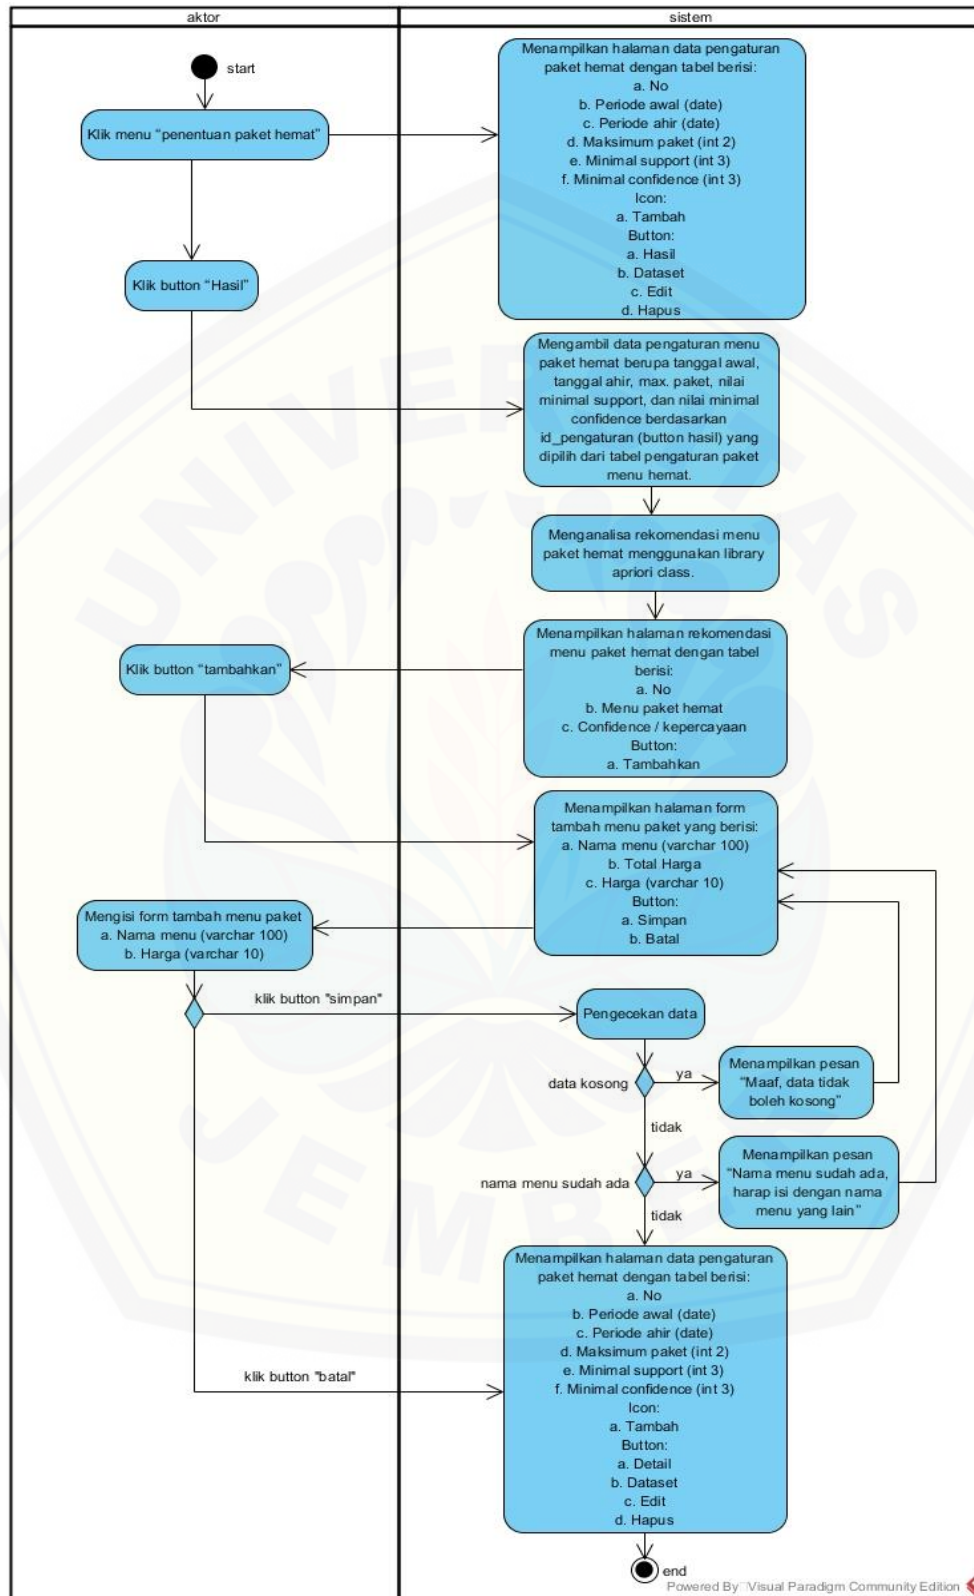 aktor
sistem
start
Klik menu “penentuan paket hemat”
Menampilkan halaman data pengaturan
paket hemat dengan tabel berisi:
a. No
b. Periode awal (date)
c. Periode ahir (date)
d. Maksimum paket (int 2)
e. Minimal support (int 3)
f. Minimal confidence (int 3)
Icon:
a. Tambah
Button:
a. Hasil
b. Dataset
c. Edit
d. Hapus
Klik button “Hasil”
Mengambil data pengaturan menu
paket hemat berupa tanggal awal,
tanggal ahir, max. paket, nilai
minimal support, dan nilai minimal
confidence berdasarkan
id_pengaturan (button hasil) yang
dipilih dari tabel pengaturan paket
menu hemat.
Menganalisa rekomendasi menu
paket hemat menggunakan library
apriori class.
Menampilkan halaman rekomendasi
menu paket hemat dengan tabel
berisi:
a. No
b. Menu paket hemat
c. Confidence / kepercayaan
Button:
a. Tambahkan
Klik button “tambahkan”
Menampilkan halaman form
tambah menu paket yang berisi:
a. Nama menu (varchar 100)
b. Total Harga
c. Harga (varchar 10)
Button:
a. Simpan
b. Batal
Mengisi form tambah menu paket
a. Nama menu (varchar 100)
b. Harga (varchar 10)
klik button "simpan"
Pengecekan data
data kosong
ya
Menampilkan pesan
“Maaf, data tidak
boleh kosong”
tidak
nama menu sudah ada
ya
Menampilkan pesan
“Nama menu sudah ada,
harap isi dengan nama
menu yang lain”
tidak
Menampilkan halaman data pengaturan
paket hemat dengan tabel berisi:
a. No
b. Periode awal (date)
c. Periode ahir (date)
d. Maksimum paket (int 2)
e. Minimal support (int 3)
f. Minimal confidence (int 3)
Icon:
a. Tambah
Button:
a. Detail
b. Dataset
c. Edit
d. Hapus
klik button "batal"
end
Powered By Visual Paradigm Community Edition
UNIVERSITAS
JEMBER